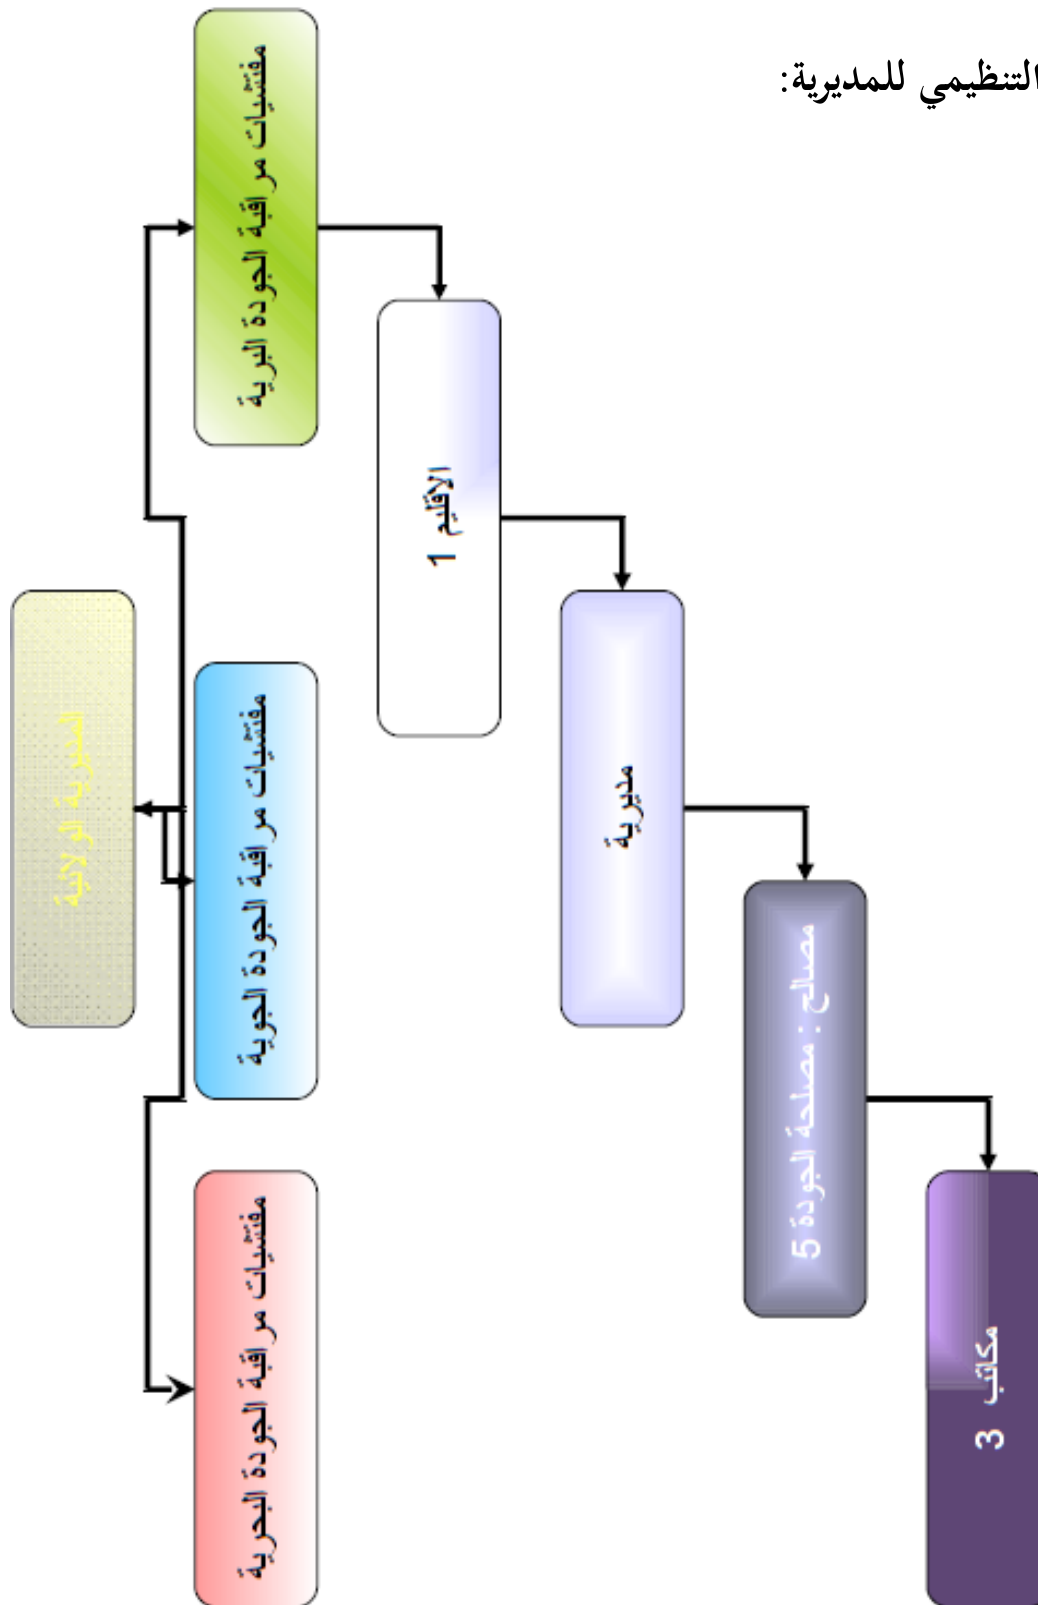 التنظيمي للمديرية:
المديرية الولائية
مفتشيات مراقبة الجودة البرية
مفتشيات مراقبة الجودة الجوية
مفتشيات مراقبة الجودة البحرية
الاقليم 1
مديرية
مصالح : مصلحة الجودة 5
مكاتب 3